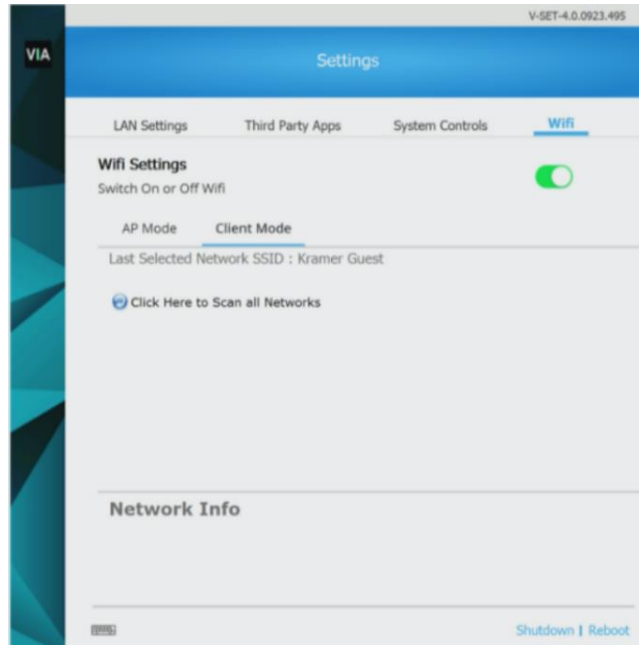 V-SET-4.0.0923.495
VIA
Settings
LAN Settings Third Party Apps System Controls Wifi
Wifi Settings
Switch On or Off Wifi
AP Mode Client Mode
Last Selected Network SSID : Kramer Guest
Click Here to Scan all Networks
Network Info
Shutdown | Reboot